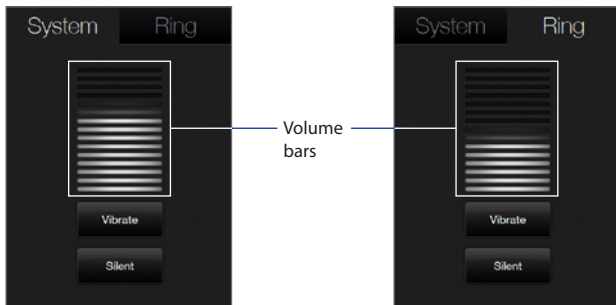 System Ring
Vibrate
Silent
Volume
bars
System Ring
Vibrate
Silent